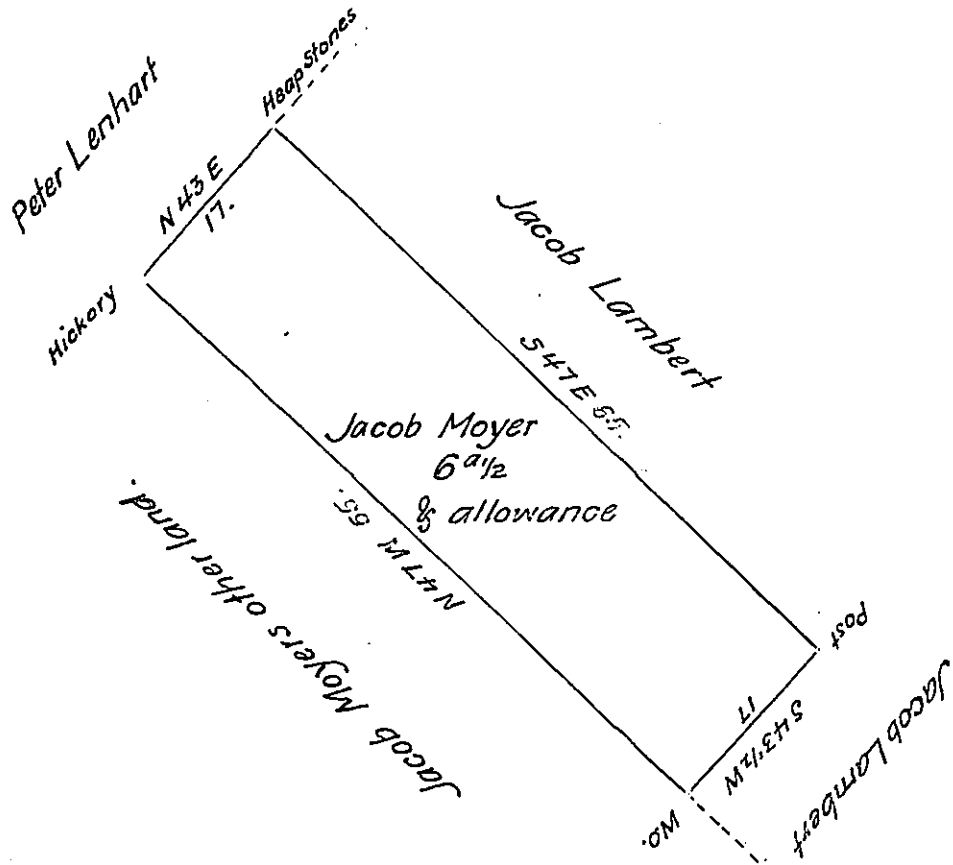 Peter Lenhart
Heap Stones
N 43 E
17.
Hickory
Jacob Lambert
S 47 E 65.
Jacob Moyer
6 a 1/2
& allowance
N 47 W 65.
Jacob Moyers other land.
Post
S 43 1/2 W
17
Jacob Lambert
W.O.